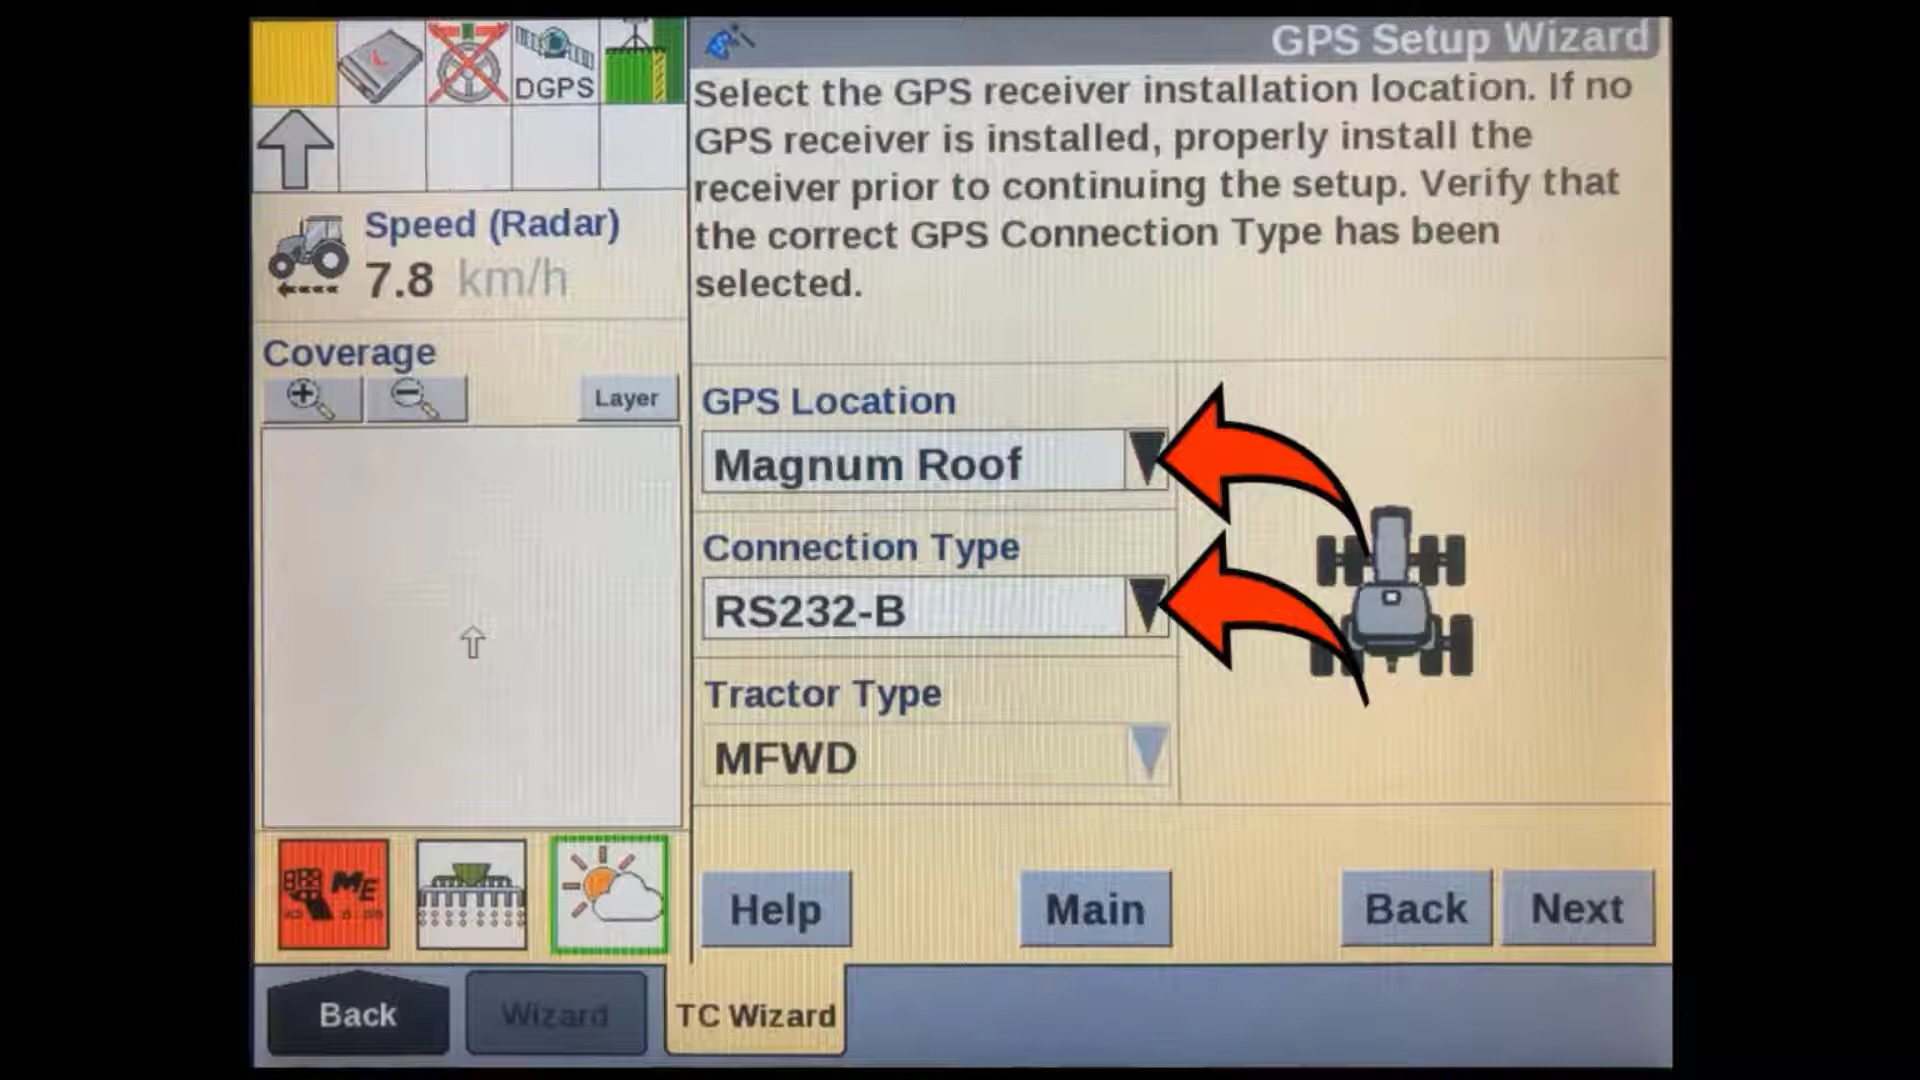 DGPS
GPS Setup Wizard
Select the GPS receiver installation location. If no
GPS receiver is installed, properly install the
receiver prior to continuing the setup. Verify that
the correct GPS Connection Type has been
selected.
Speed (Radar)
7.8 km/h
Coverage
Layer
GPS Location
Magnum Roof
Connection Type
RS232-B
Tractor Type
MFWD
ME
Help
Main
Back
Next
Back
Wizard
TC Wizard